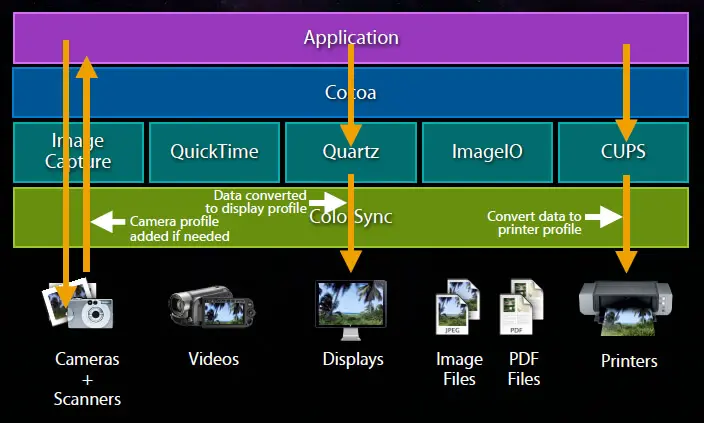 Application
Cocoa
Image
Capture
QuickTime
Quartz
ImageIO
CUPS
Data converted
to display profile
ColorSync
Camera profile
added if needed
Convert data to
printer profile
JPEG
PDF
Cameras
+
Scanners
Videos
Displays
Image
Files
PDF
Files
Printers